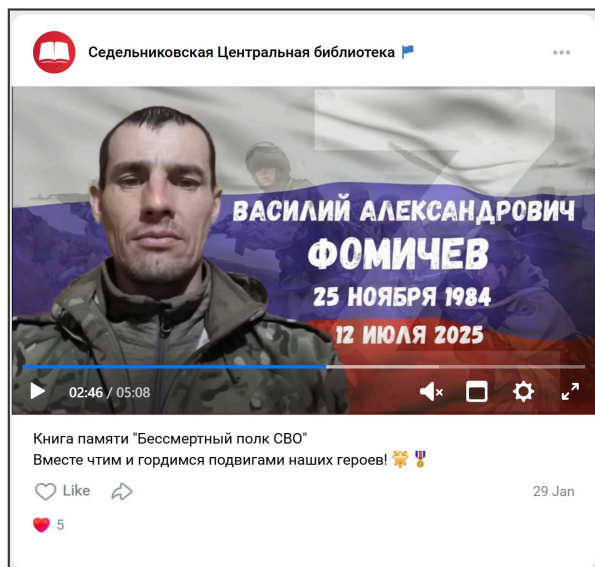 Седельниковская Центральная библиотека
ВАСИЛИЙ АЛЕКСАНДРОВИЧ
ФОМИЧЕВ
25 НОЯБРЯ 1984
12 ИЮЛЯ 2025
02:46 / 05:08
Книга памяти "Бессмертный полк СВО"
Вместе чтим и гордимся подвигами наших героев!
Like
29 Jan
5